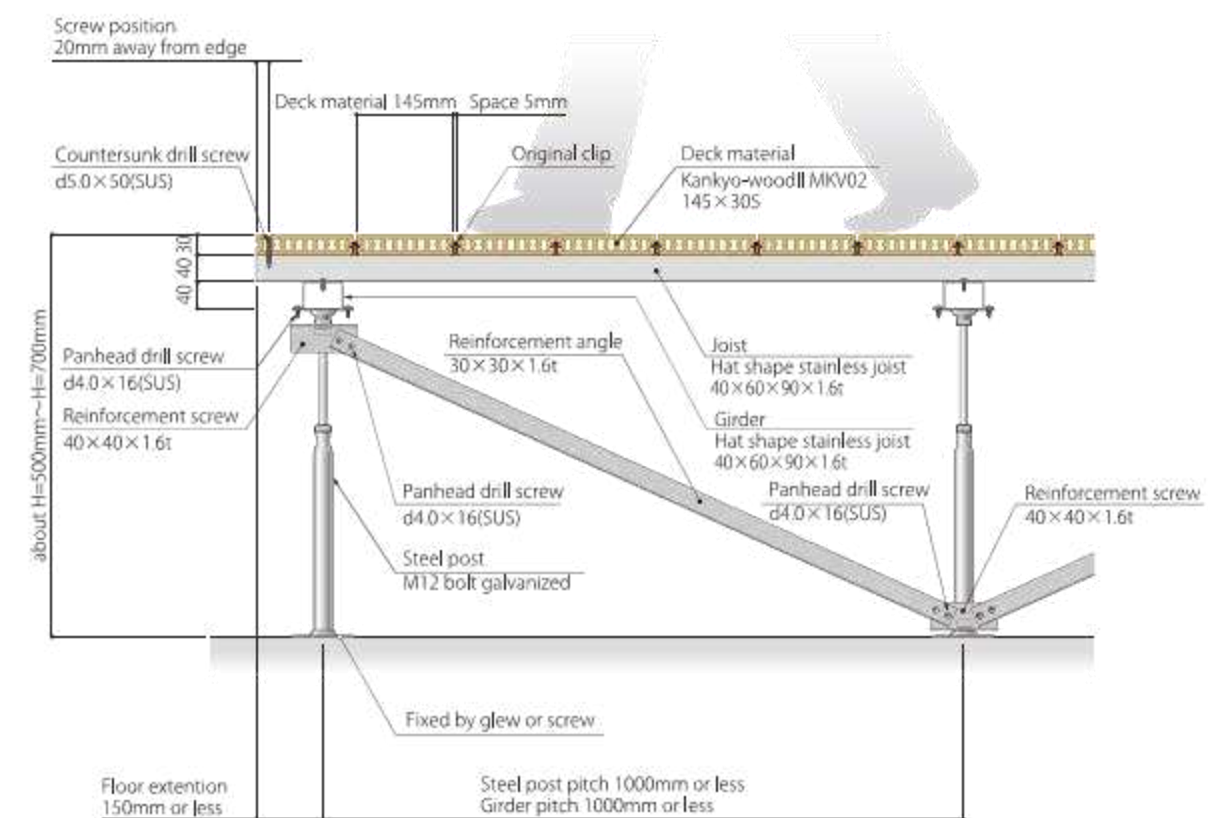 Screw position
20mm away from edge
Deck material 145mm
Space 5mm
Countersunk drill screw
d5.0×50(SUS)
Original clip
Deck material
Kankyo-woodⅡ MKV02
145×30S
30
40
40
about H=500mm~H=700mm
Panhead drill screw
d4.0×16(SUS)
Reinforcement screw
40×40×1.6t
Reinforcement angle
30×30×1.6t
Joist
Hat shape stainless joist
40×60×90×1.6t
Girder
Hat shape stainless joist
40×60×90×1.6t
Panhead drill screw
d4.0×16(SUS)
Panhead drill screw
d4.0×16(SUS)
Reinforcement screw
40×40×1.6t
Steel post
M12 bolt galvanized
Fixed by glew or screw
Floor extention
150mm or less
Steel post pitch 1000mm or less
Girder pitch 1000mm or less